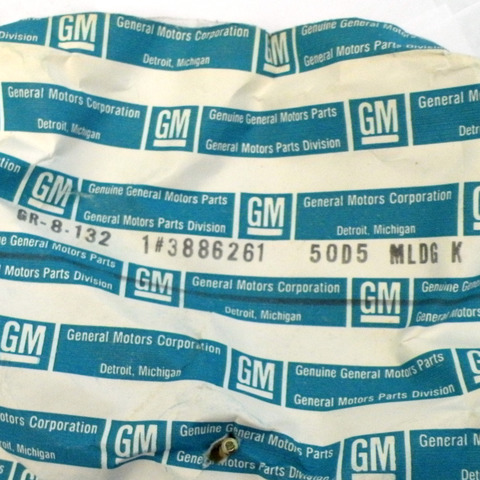 Division GM General Motors Corporation GM Genuine General Motors Parts
Detroit, Michigan General Motors Parts Division
General Motors Corporation GM Genuine General Motors Parts GM General Mot
Detroit, Michigan General Motors Parts Division
GM Genuine General Motors Parts GM General Motors Corporation
General Motors Parts Division Detroit, Michigan
GR-8-132 1#3886261 50D5 MLDG K
General Motors Parts GM General Motors Corporation GM Genuine
Motors Parts Division Detroit, Michigan General Motors
GM General Motors Corporation GM Genuine General Motors Parts
Detroit, Michigan General Motors Parts Division
Motors Corporation GM Genuine General Motors Parts GM General Motors
Michigan Parts Division Detroit